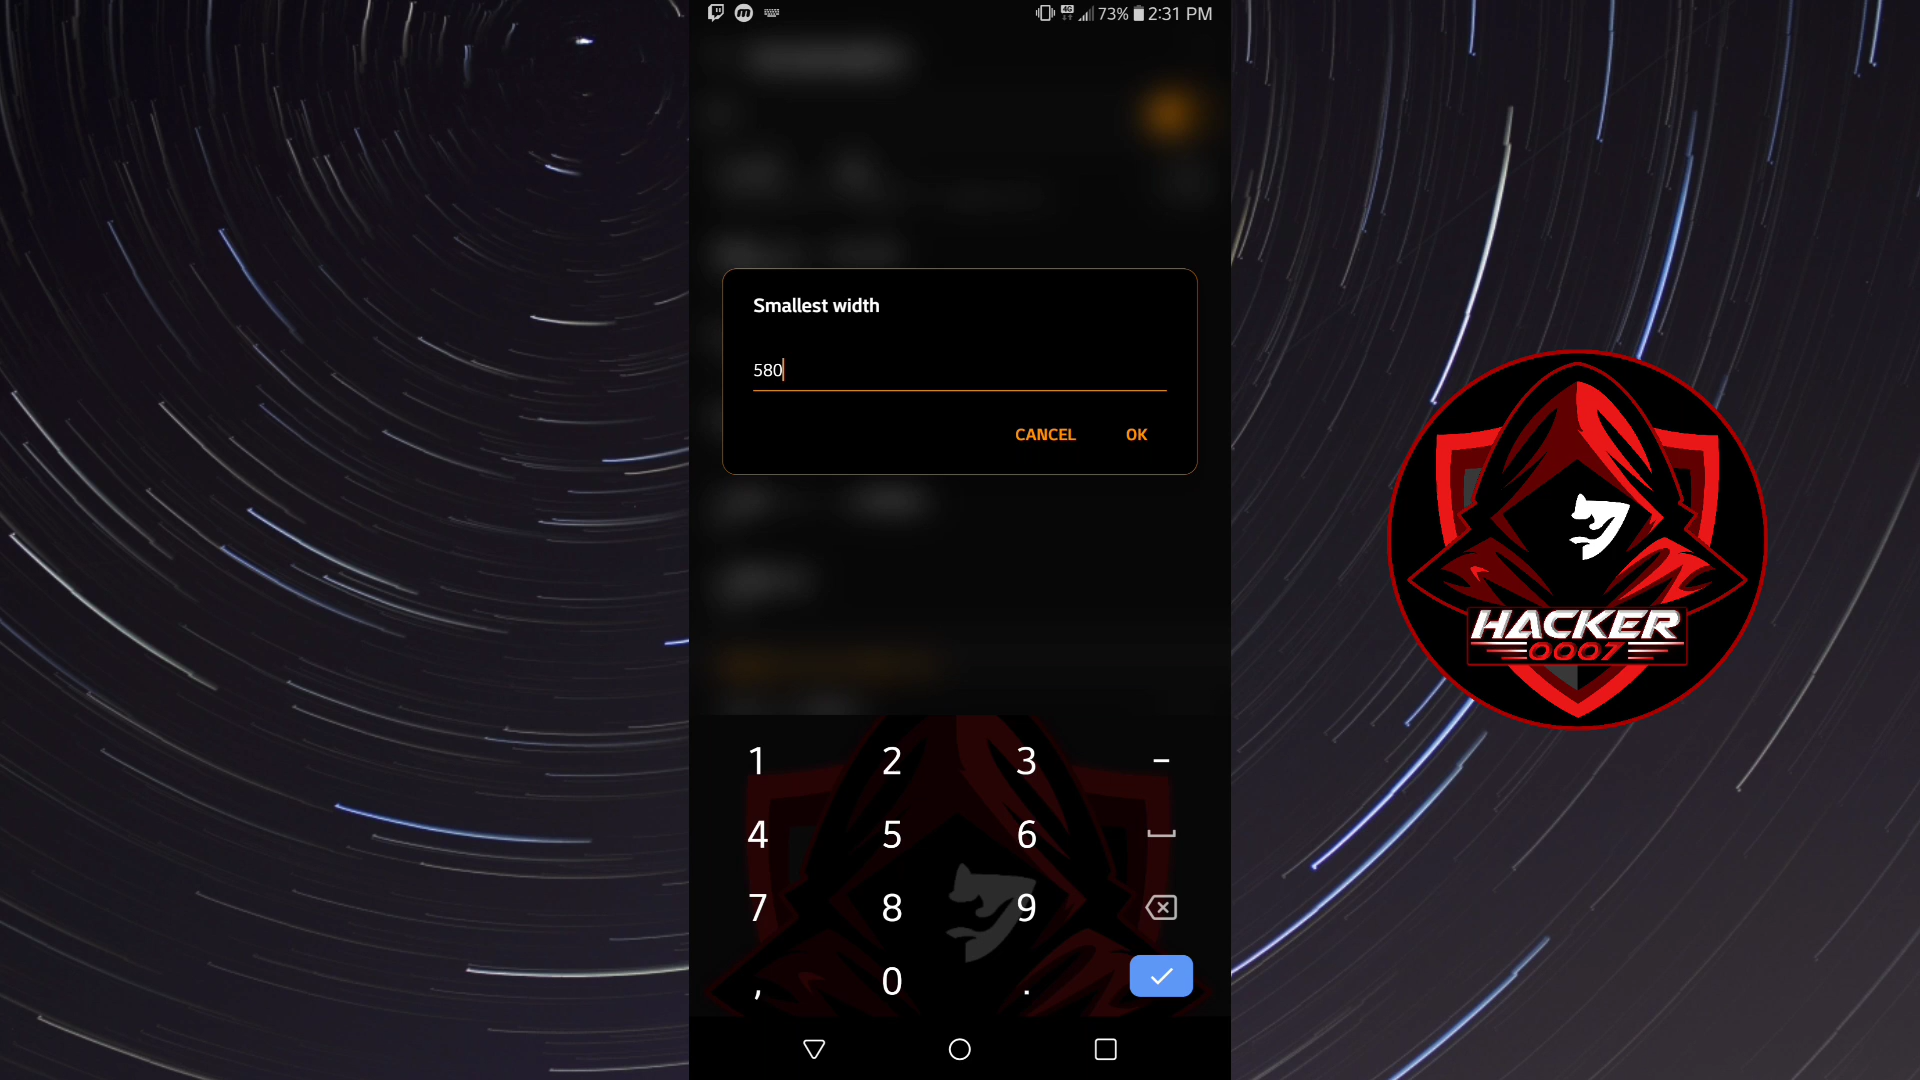 73% 2:31 PM
Smallest width
580
CANCEL OK
1 2 3 -
4 5 6
7 8 9
, 0 .
HACKER
0007